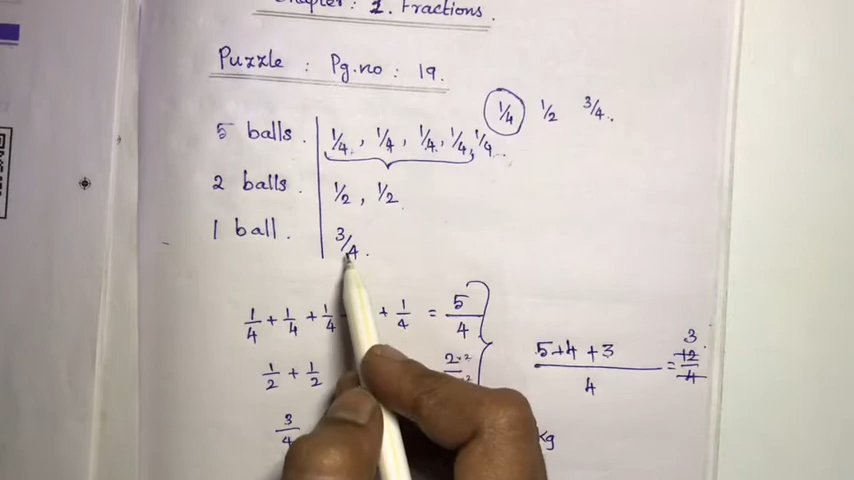 Chapter : 1. Fractions.
Puzzle : Pg.no : 19.
1/4 1/2 3/4.
5 balls. 1/4, 1/4, 1/4, 1/4, 1/4.
2 balls. 1/2, 1/2.
1 ball. 3/4.
1/4 + 1/4 + 1/4 + 1/4 = 5/4
1/2 + 1/2 2×2
3/4
5+4+3/4 = 12/4 3
kg